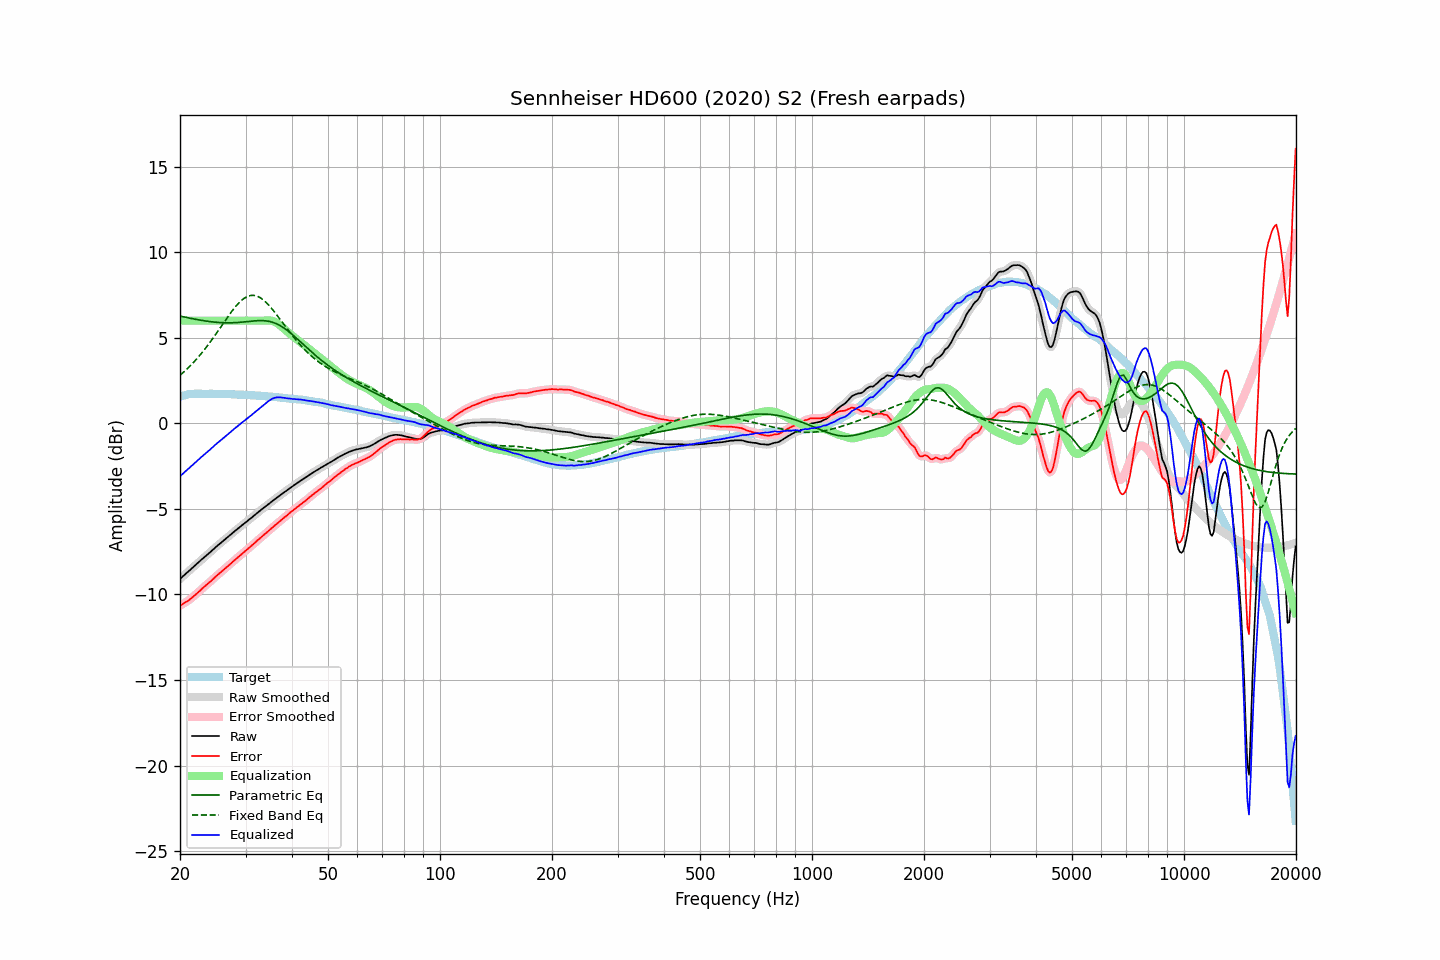 Sennheiser HD600 (2020) S2 (Fresh earpads)
Amplitude (dBr)
15
10
5
0
−5
−10
−15
−20
−25
Target
Raw Smoothed
Error Smoothed
Raw
Error
Equalization
Parametric Eq
Fixed Band Eq
Equalized
20 50 100 200 500 1000 2000 5000 10000 20000
Frequency (Hz)